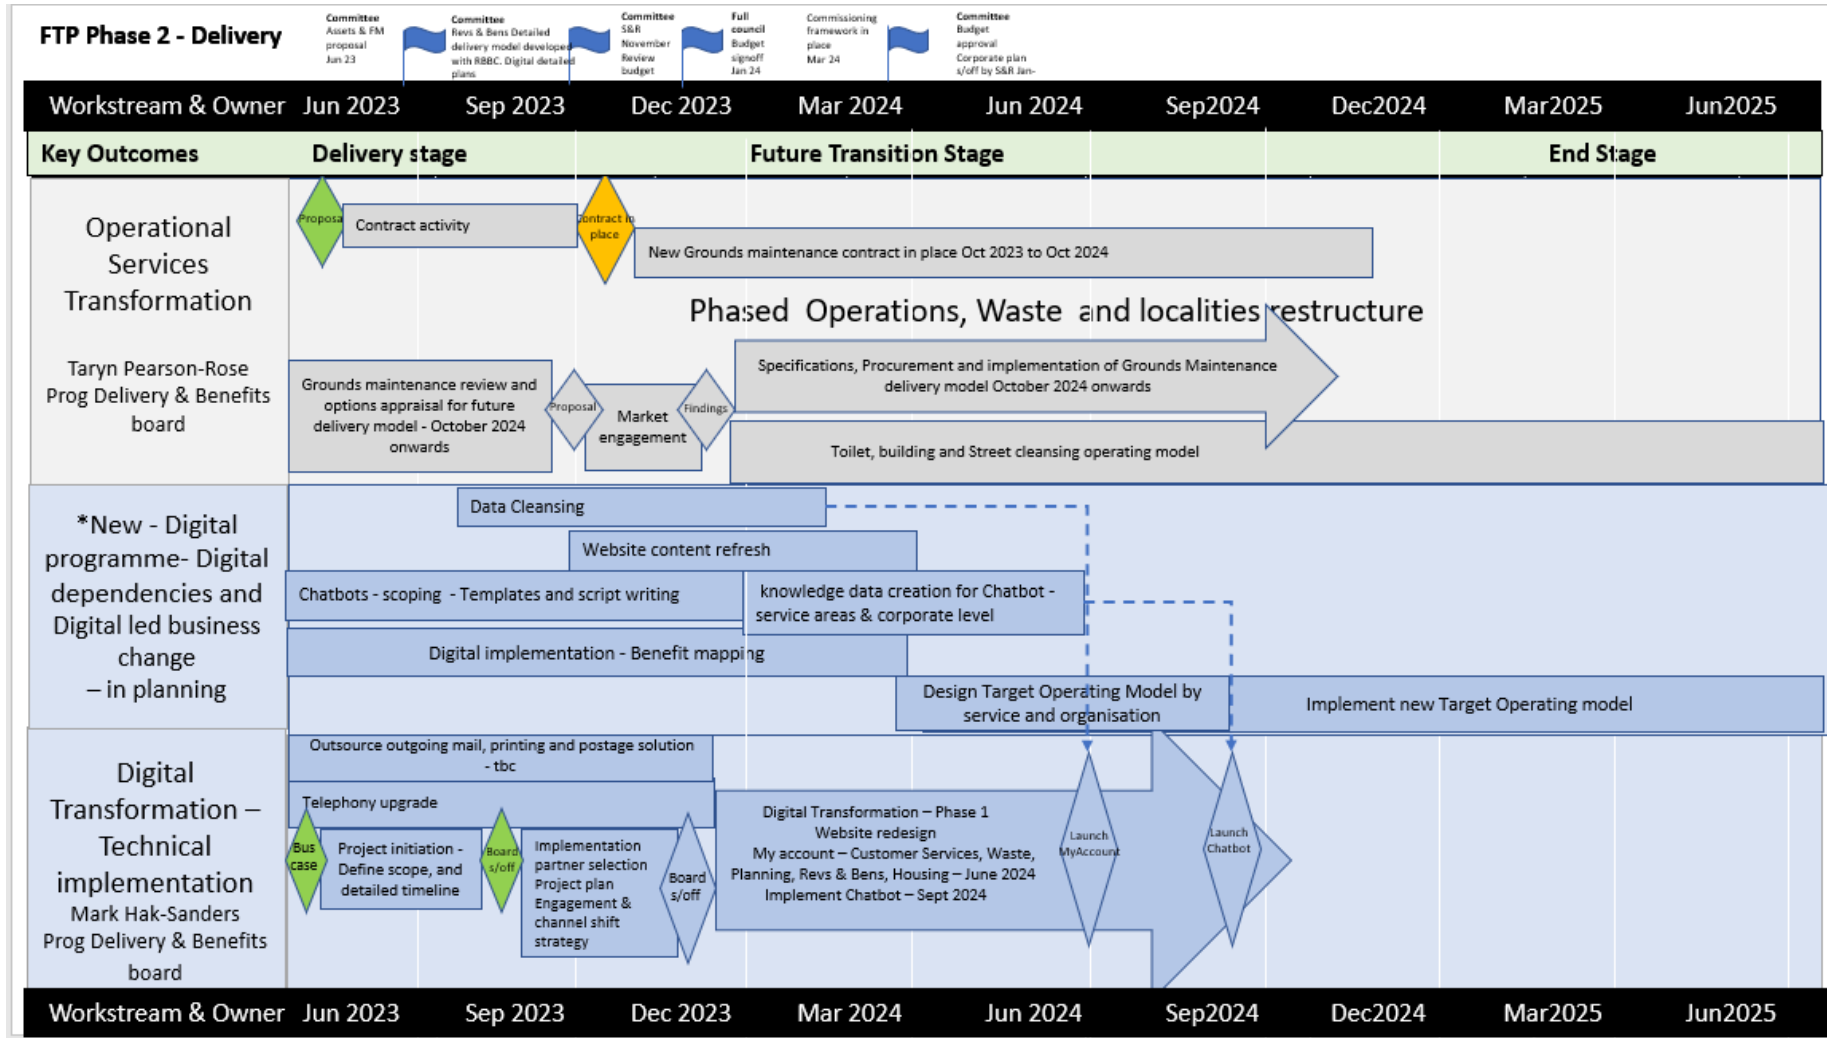 FTP Phase 2 - Delivery
Committee
Assets & FM
proposal
Jun 23
Committee
Revs & Bens Detailed
delivery model developed
with RBBC. Digital detailed
plans
Committee
S&R
November
Review
budget
Full
council
Budget
signoff
Jan 24
Commissioning
framework in
place
Mar 24
Committee
Budget
approval
Corporate plan
s/off by S&R Jan-
Workstream & Owner Jun 2023 Sep 2023 Dec 2023 Mar 2024 Jun 2024 Sep2024 Dec2024 Mar2025 Jun2025
Key Outcomes Delivery stage Future Transition Stage End Stage
Operational
Services
Transformation
Taryn Pearson-Rose
Prog Delivery & Benefits
board
Proposa
Contract activity
Contract in
place
New Grounds maintenance contract in place Oct 2023 to Oct 2024
Phased Operations, Waste and localities restructure
Grounds maintenance review and
options appraisal for future
delivery model - October 2024
onwards
Proposal
Market
engagement
Findings
Specifications, Procurement and implementation of Grounds Maintenance
delivery model October 2024 onwards
Toilet, building and Street cleansing operating model
*New - Digital
programme- Digital
dependencies and
Digital led business
change
– in planning
Data Cleansing
Website content refresh
Chatbots - scoping - Templates and script writing
knowledge data creation for Chatbot -
service areas & corporate level
Digital implementation - Benefit mapping
Design Target Operating Model by
service and organisation
Implement new Target Operating model
Digital
Transformation –
Technical
implementation
Mark Hak-Sanders
Prog Delivery & Benefits
board
Outsource outgoing mail, printing and postage solution
- tbc
Telephony upgrade
Bus
case
Project initiation -
Define scope, and
detailed timeline
Board
s/off
Implementation
partner selection
Project plan
Engagement &
channel shift
strategy
Board
s/off
Digital Transformation – Phase 1
Website redesign
My account – Customer Services, Waste,
Planning, Revs & Bens, Housing – June 2024
Implement Chatbot – Sept 2024
Launch
MyAccount
Launch
Chatbot
Workstream & Owner Jun 2023 Sep 2023 Dec 2023 Mar 2024 Jun 2024 Sep2024 Dec2024 Mar2025 Jun2025